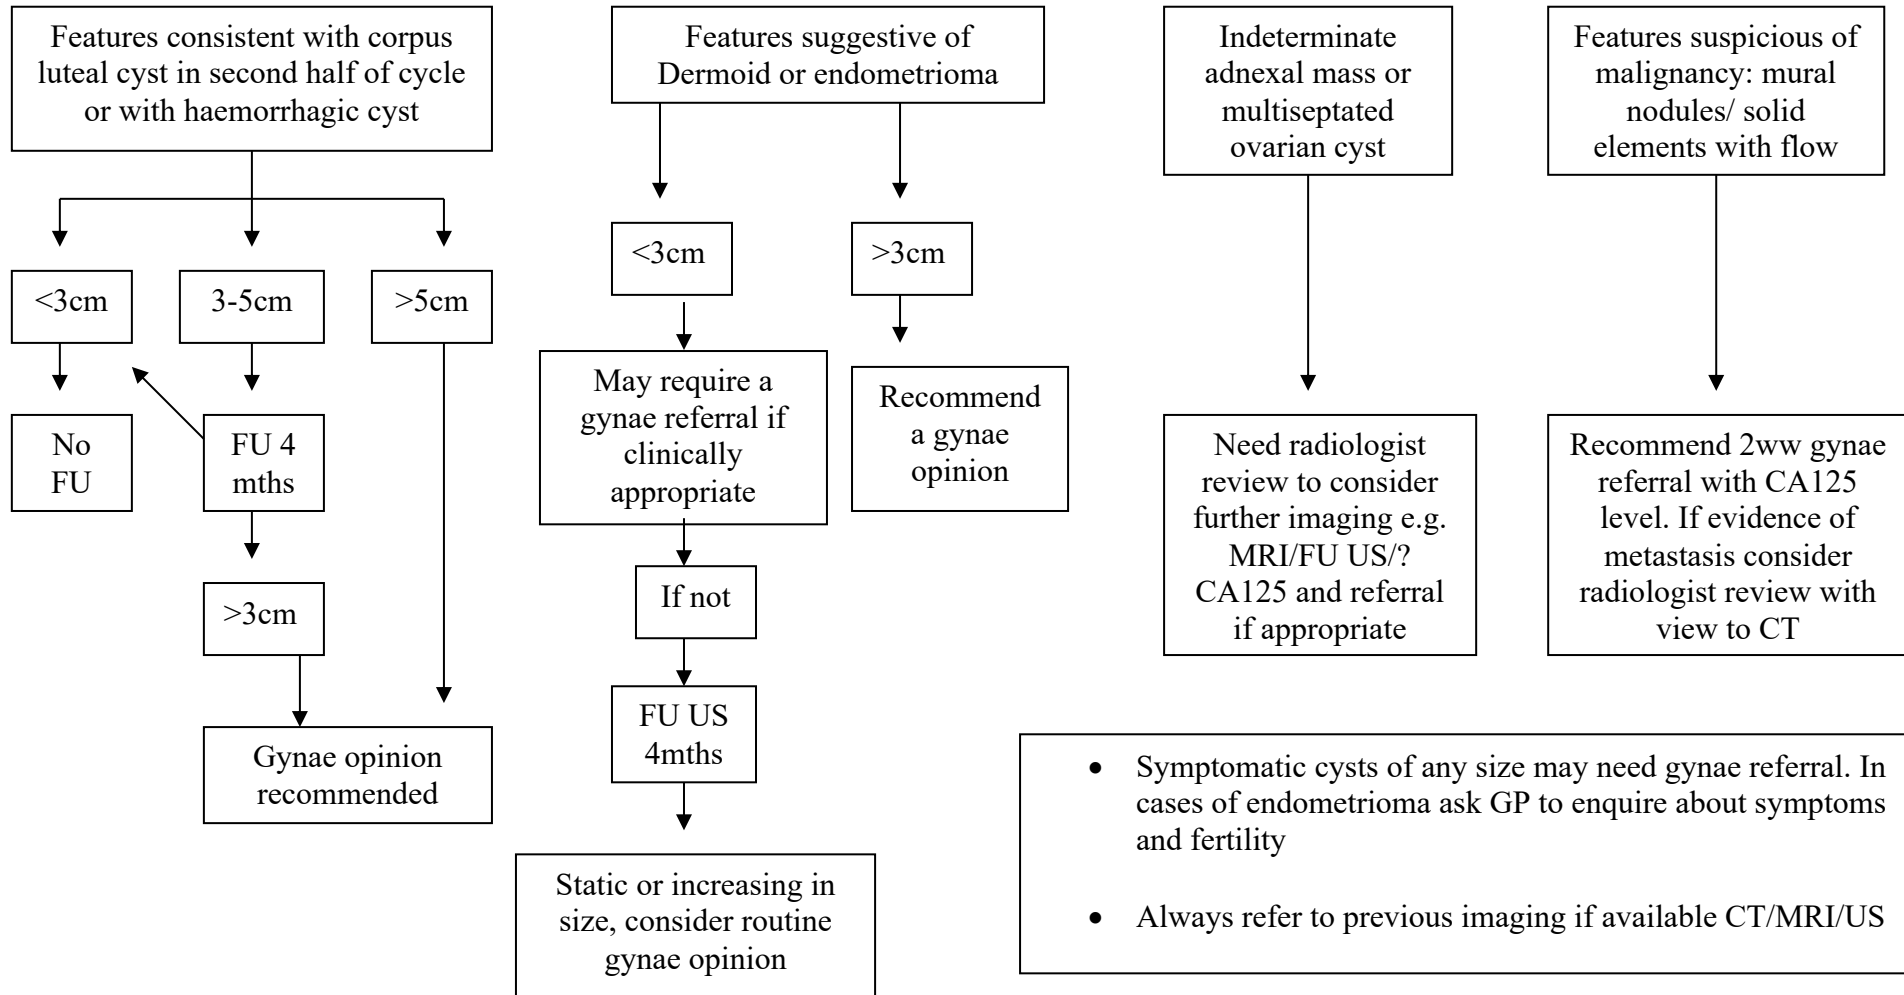 Features consistent with corpus
luteal cyst in second half of cycle
or with haemorrhagic cyst
<3cm
3-5cm
>5cm
No
FU
FU 4
mths
>3cm
Gynae opinion
recommended
Features suggestive of
Dermoid or endometrioma
<3cm
>3cm
May require a
gynae referral if
clinically
appropriate
Recommend
a gynae
opinion
If not
FU US
4mths
Static or increasing in
size, consider routine
gynae opinion
Indeterminate
adnexal mass or
multiseptated
ovarian cyst
Need radiologist
review to consider
further imaging e.g.
MRI/FU US/?
CA125 and referral
if appropriate
Features suspicious of
malignancy: mural
nodules/ solid
elements with flow
Recommend 2ww gynae
referral with CA125
level. If evidence of
metastasis consider
radiologist review with
view to CT
• Symptomatic cysts of any size may need gynae referral. In
cases of endometrioma ask GP to enquire about symptoms
and fertility
• Always refer to previous imaging if available CT/MRI/US